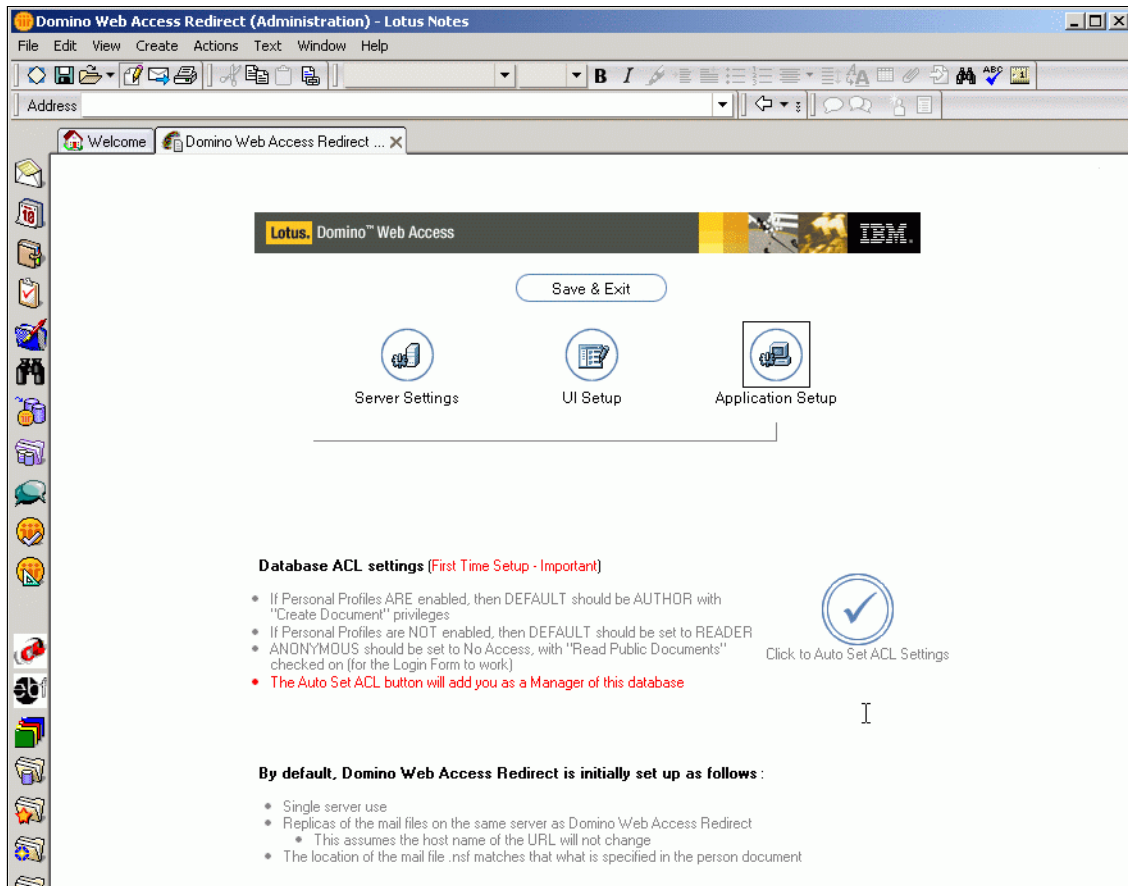 Domino Web Access Redirect (Administration) - Lotus Notes
File Edit View Create Actions Text Window Help
B I ABC
Address
Welcome Domino Web Access Redirect ...
18
Lotus. Domino™ Web Access IBM.
Save & Exit
Server Settings UI Setup Application Setup
Database ACL settings (First Time Setup - Important)
• If Personal Profiles ARE enabled, then DEFAULT should be AUTHOR with
"Create Document" privileges
• If Personal Profiles are NOT enabled, then DEFAULT should be set to READER
• ANONYMOUS should be set to No Access, with "Read Public Documents"
checked on (for the Login Form to work)
• The Auto Set ACL button will add you as a Manager of this database
Click to Auto Set ACL Settings
By default, Domino Web Access Redirect is initially set up as follows :
• Single server use
• Replicas of the mail files on the same server as Domino Web Access Redirect
• This assumes the host name of the URL will not change
• The location of the mail file .nsf matches that what is specified in the person document